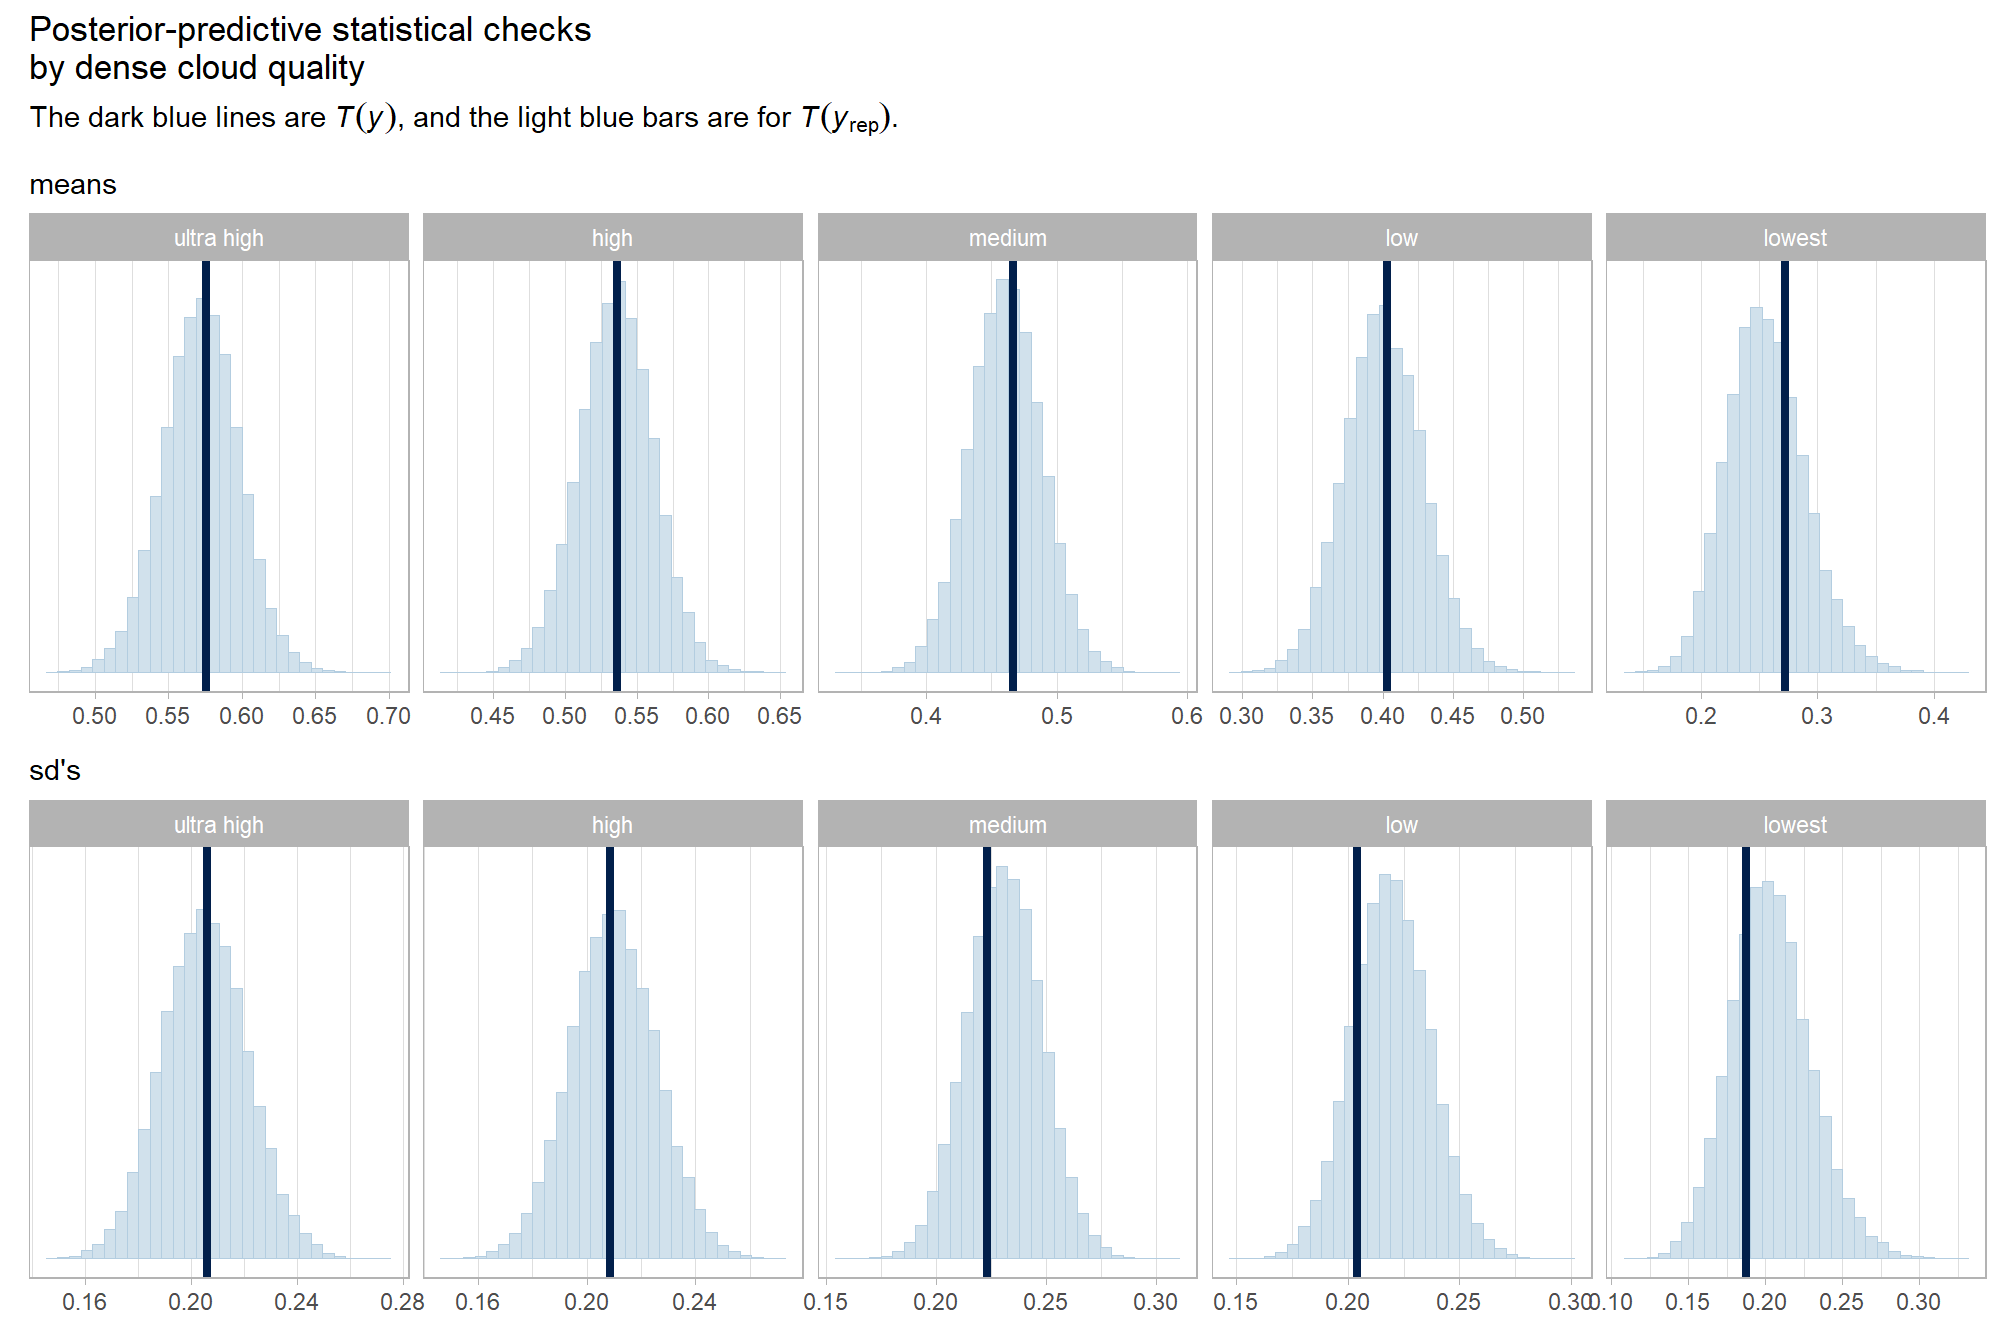 Posterior-predictive statistical checks
by dense cloud quality
The dark blue lines are T(y), and the light blue bars are for T(y_rep).
means
ultra high high medium low lowest
0.50 0.55 0.60 0.65 0.70 0.45 0.50 0.55 0.60 0.65 0.4 0.5 0.6 0.30 0.35 0.40 0.45 0.50 0.2 0.3 0.4
sd's
ultra high high medium low lowest
0.16 0.20 0.24 0.28 0.16 0.20 0.24 0.15 0.20 0.25 0.30 0.15 0.20 0.25 0.30 0.10 0.15 0.20 0.25 0.30